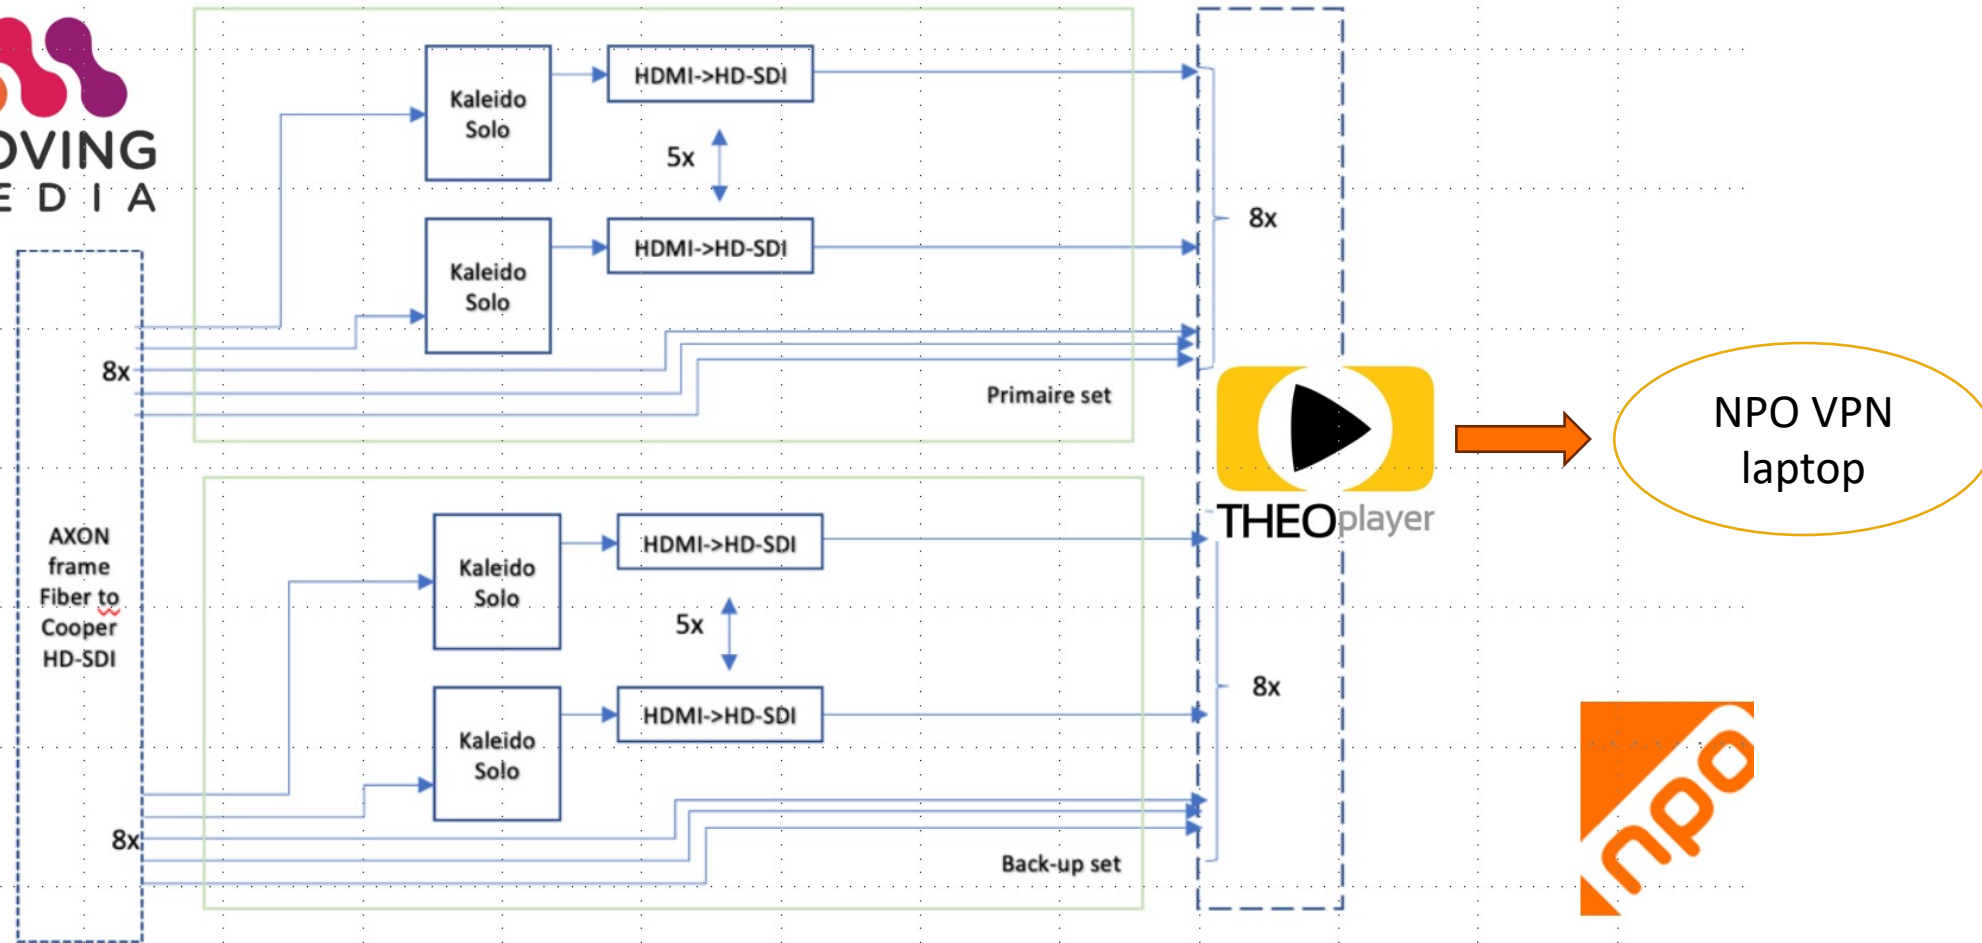 OVING
EDIA
Kaleido
Solo
HDMI->HD-SDI
5x
Kaleido
Solo
HDMI->HD-SDI
8x
8x
Primaire set
THEOplayer
NPO VPN
laptop
AXON
frame
Fiber to
Cooper
HD-SDI
Kaleido
Solo
HDMI->HD-SDI
5x
Kaleido
Solo
HDMI->HD-SDI
8x
8x
Back-up set
npo